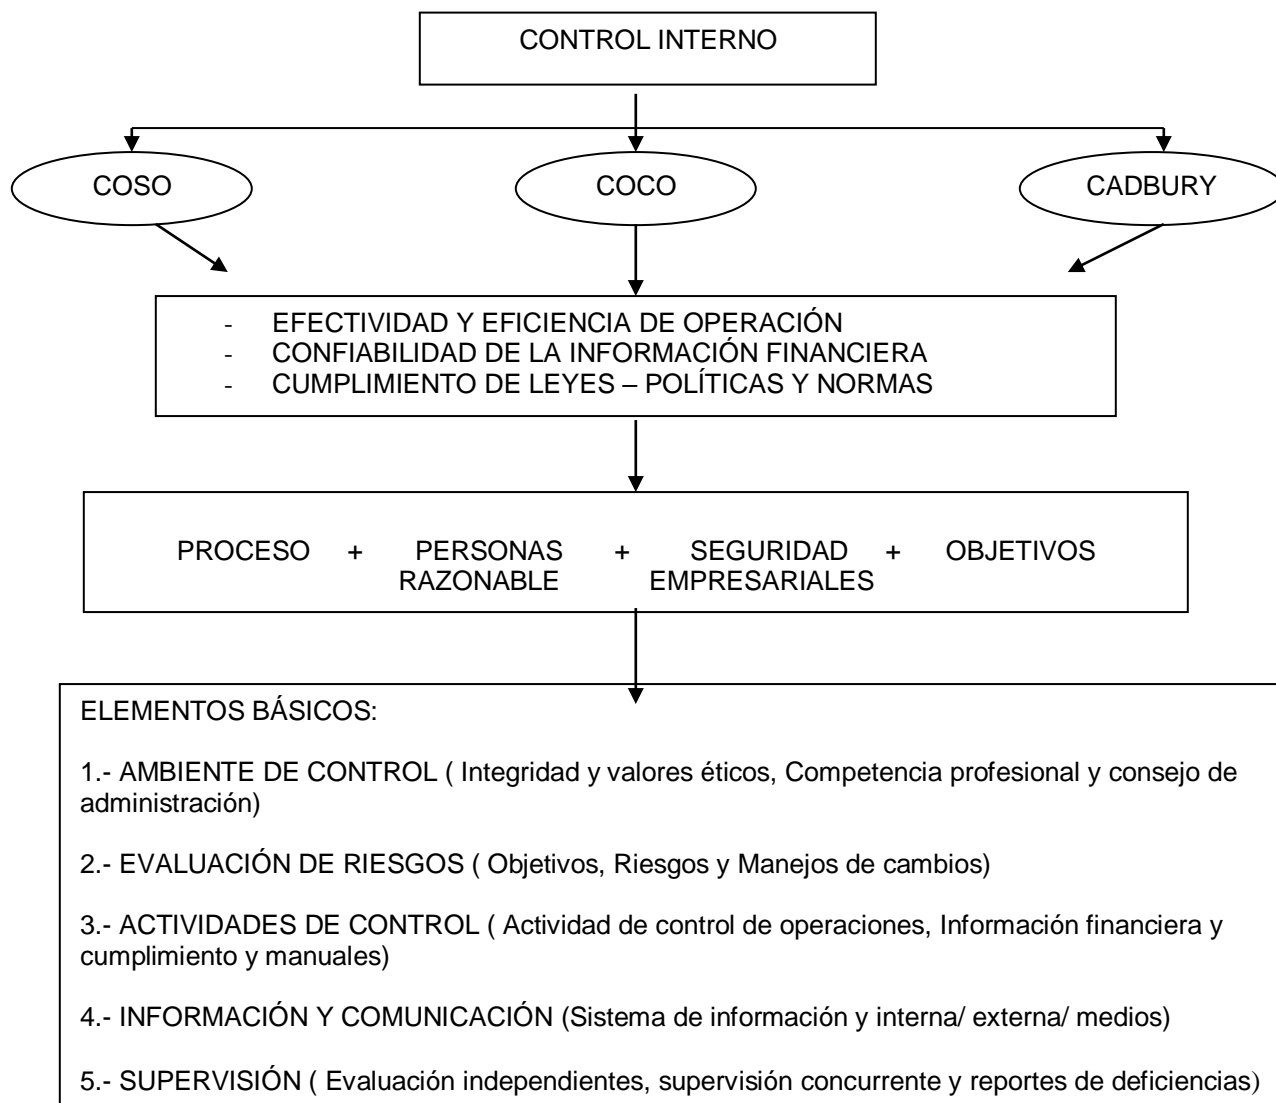 CONTROL INTERNO
COSO
COCO
CADBURY
- EFECTIVIDAD Y EFICIENCIA DE OPERACIÓN
- CONFIABILIDAD DE LA INFORMACIÓN FINANCIERA
- CUMPLIMIENTO DE LEYES – POLÍTICAS Y NORMAS
PROCESO + PERSONAS + SEGURIDAD + OBJETIVOS
RAZONABLE EMPRESARIALES
ELEMENTOS BÁSICOS:
1.- AMBIENTE DE CONTROL ( Integridad y valores éticos, Competencia profesional y consejo de
administración)
2.- EVALUACIÓN DE RIESGOS ( Objetivos, Riesgos y Manejos de cambios)
3.- ACTIVIDADES DE CONTROL ( Actividad de control de operaciones, Información financiera y
cumplimiento y manuales)
4.- INFORMACIÓN Y COMUNICACIÓN (Sistema de información y interna/ externa/ medios)
5.- SUPERVISIÓN ( Evaluación independientes, supervisión concurrente y reportes de deficiencias)